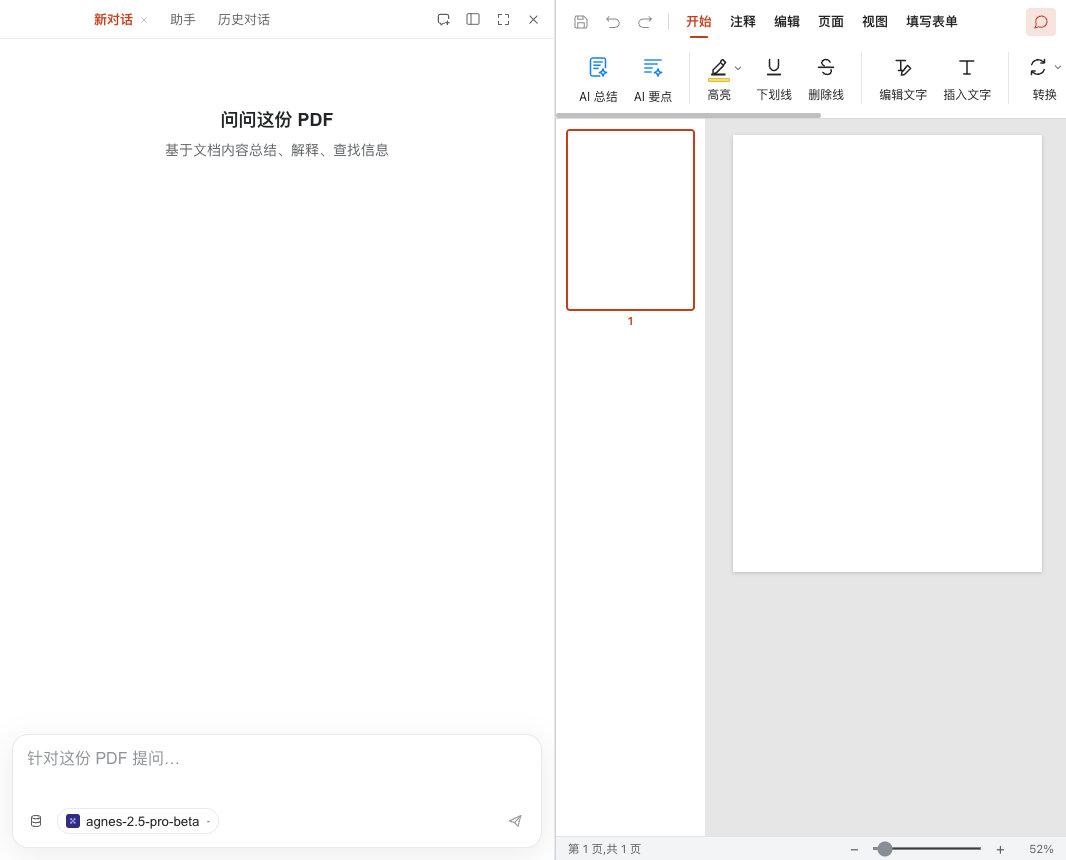 新对话 助手 历史对话
问问这份 PDF
基于文档内容总结、解释、查找信息
针对这份 PDF 提问…
agnes-2.5-pro-beta
开始 注释 编辑 页面 视图 填写表单
AI 总结 AI 要点 高亮 下划线 删除线 编辑文字 插入文字 转换
1
第 1 页,共 1 页 52%